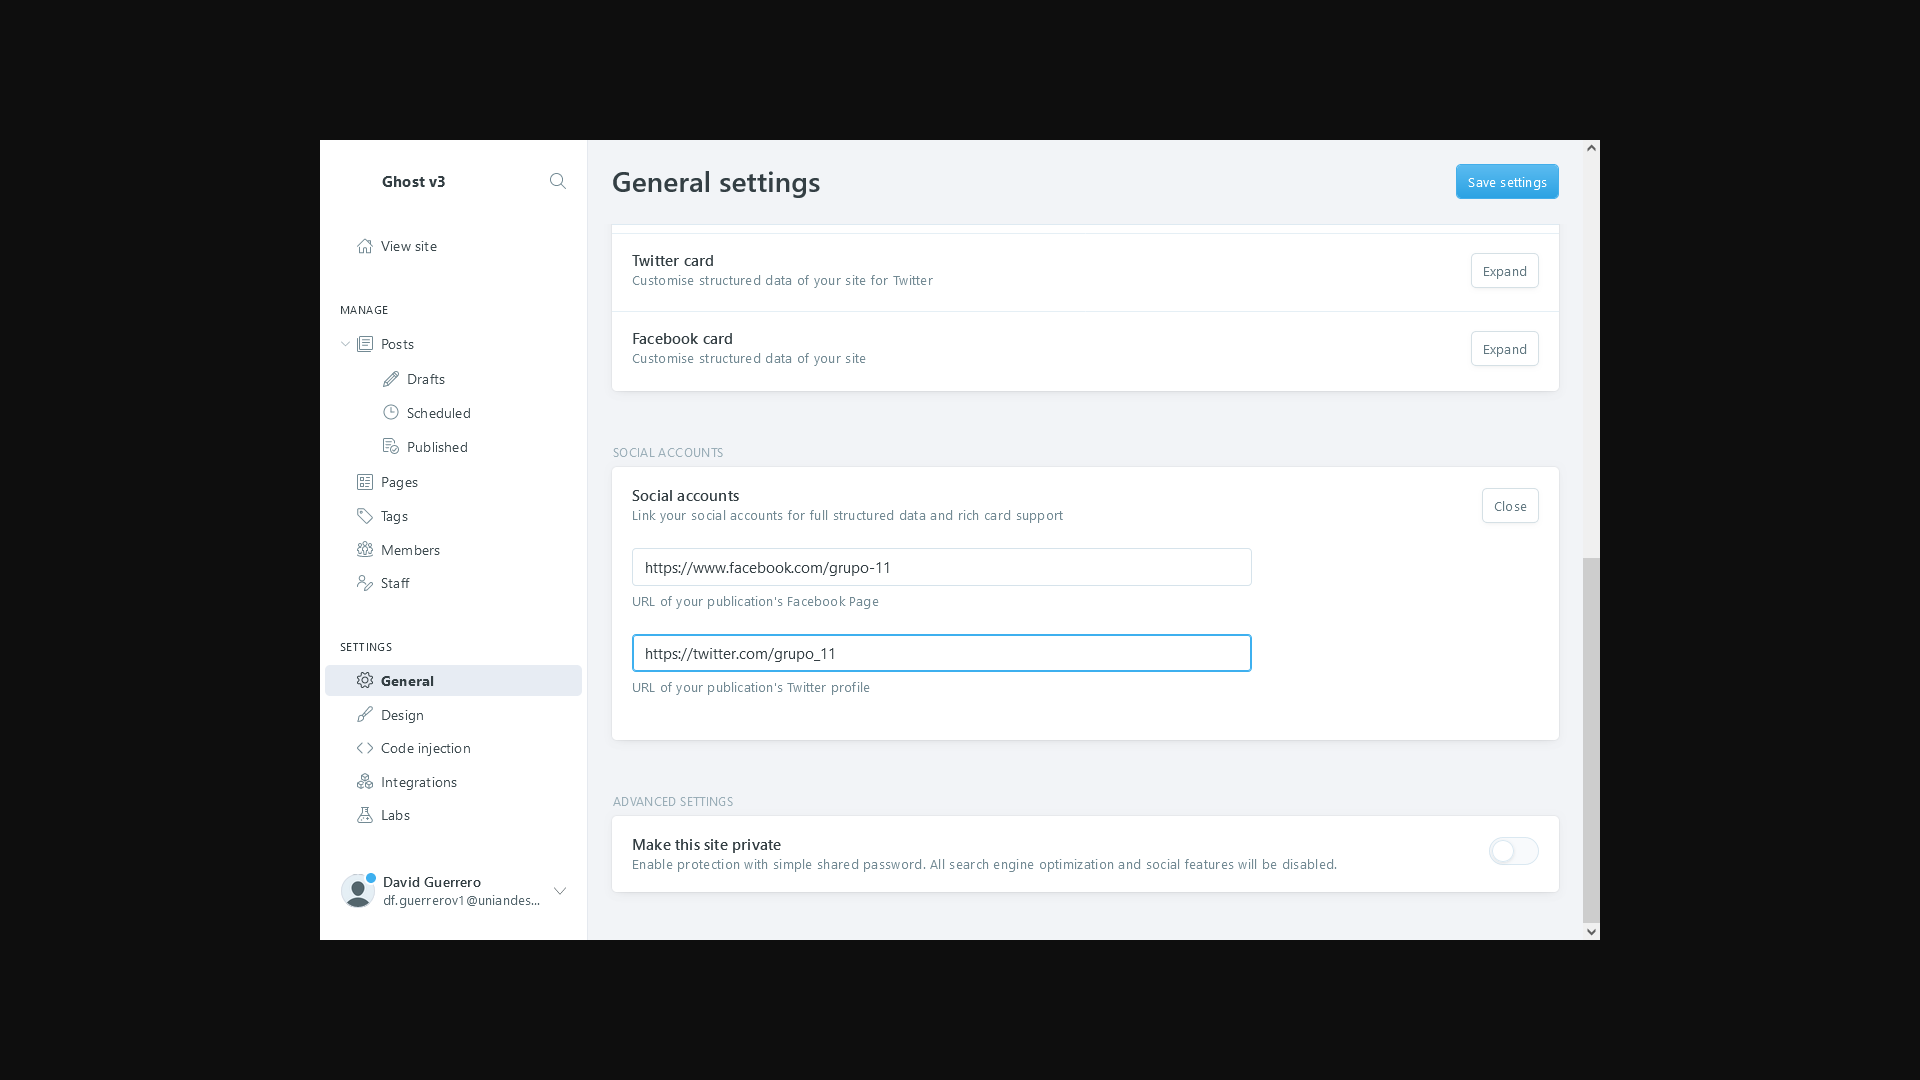 Ghost v3
View site
MANAGE
Posts
Drafts
Scheduled
Published
Pages
Tags
Members
Staff
SETTINGS
General
Design
Code injection
Integrations
Labs
David Guerrero
df.guerrerov1@uniandes...
General settings
Save settings
Twitter card
Customise structured data of your site for Twitter
Expand
Facebook card
Customise structured data of your site
Expand
SOCIAL ACCOUNTS
Social accounts
Link your social accounts for full structured data and rich card support
Close
https://www.facebook.com/grupo-11
URL of your publication's Facebook Page
https://twitter.com/grupo_11
URL of your publication's Twitter profile
ADVANCED SETTINGS
Make this site private
Enable protection with simple shared password. All search engine optimization and social features will be disabled.